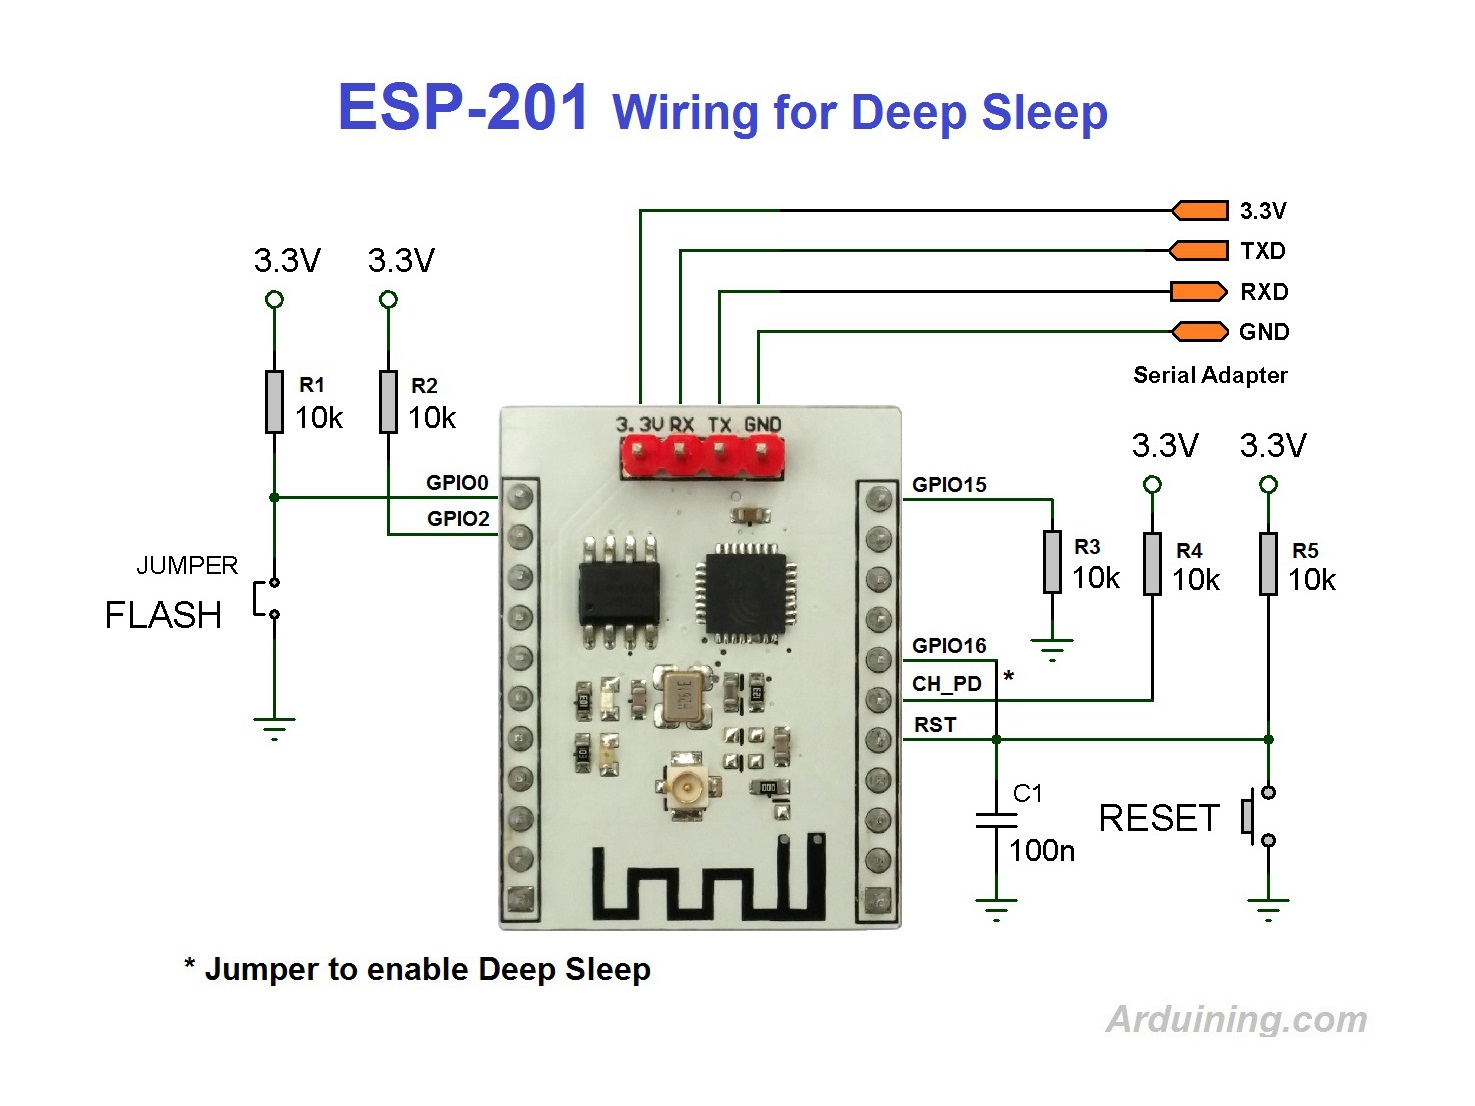 ESP-201 Wiring for Deep Sleep
3.3V
TXD
RXD
GND
Serial Adapter
3.3V 3.3V
R1
10k
R2
10k
3.3V RX TX GND
GPIO0
GPIO2
JUMPER
FLASH
3.3V 3.3V
GPIO15
R3
10k
R4
10k
R5
10k
GPIO16
*
CH_PD
RST
C1
100n
RESET
* Jumper to enable Deep Sleep
Arduining.com